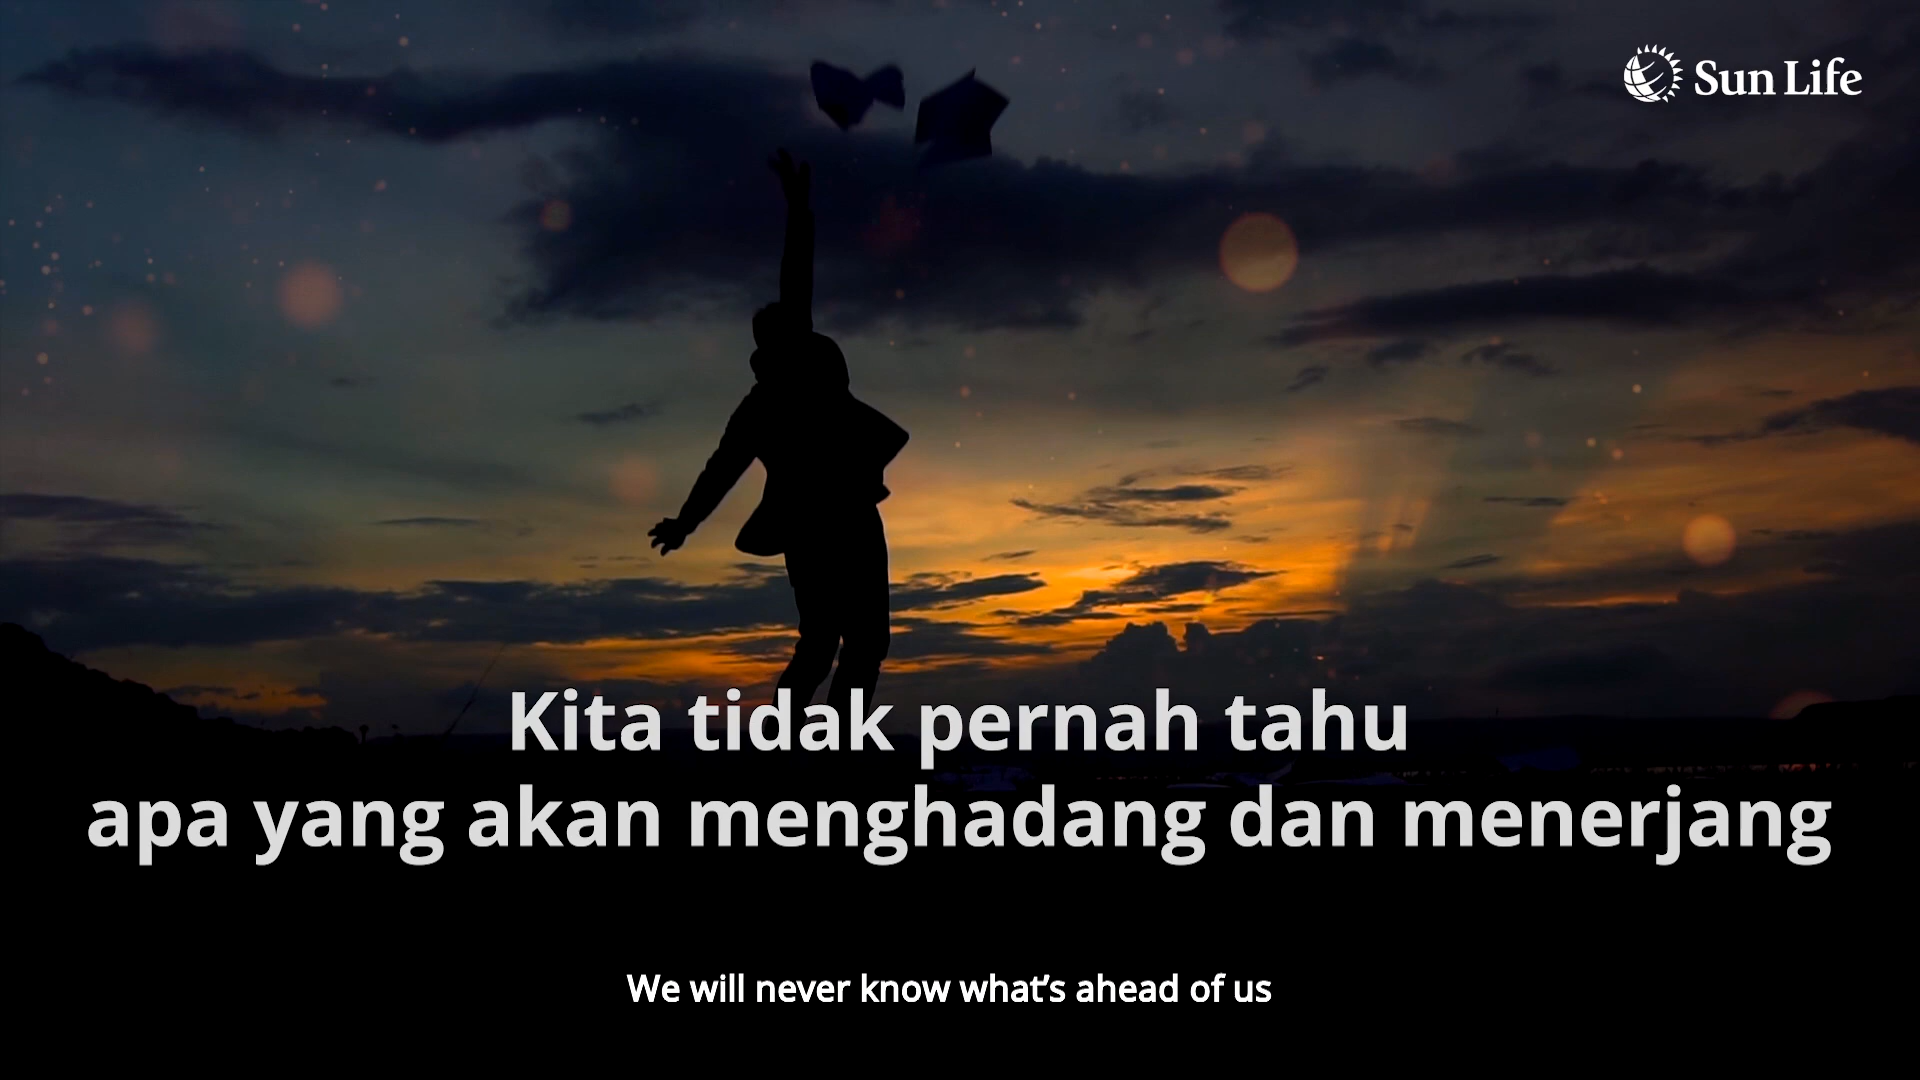 Sun Life
Kita tidak pernah tahu
apa yang akan menghadang dan menerjang
We will never know what’s ahead of us